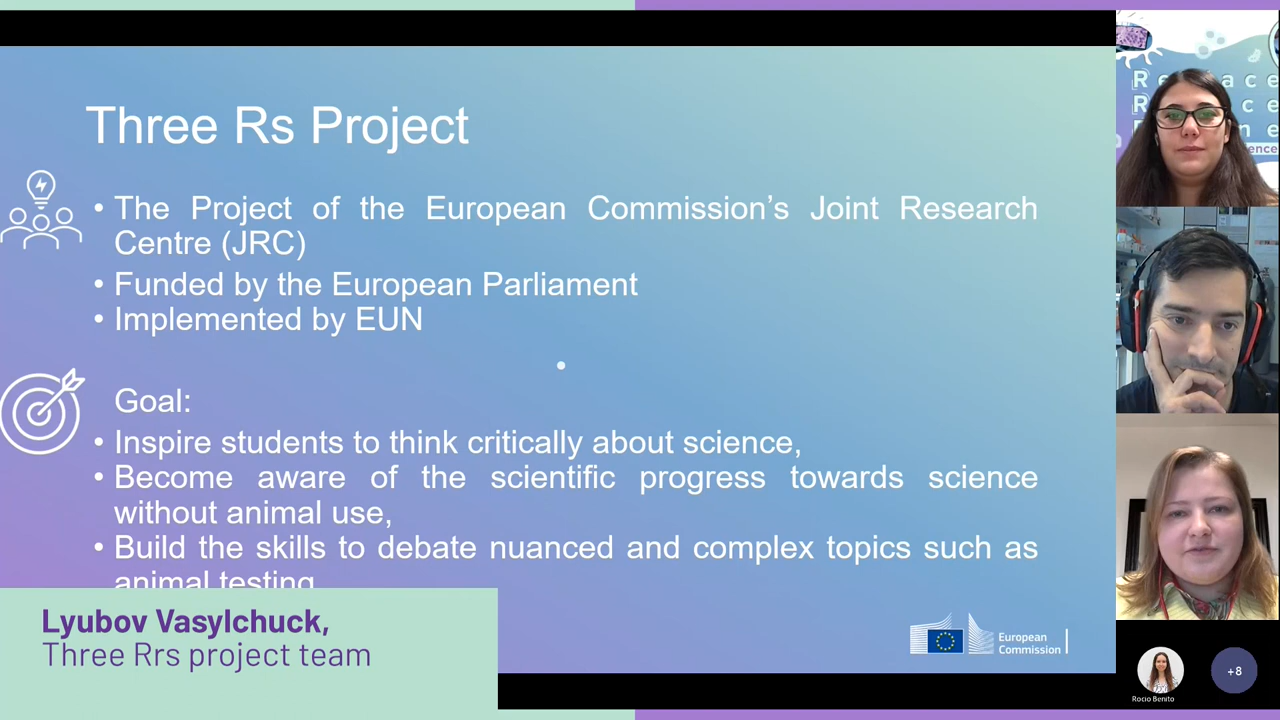 Three Rs Project
• The Project of the European Commission’s Joint Research
Centre (JRC)
• Funded by the European Parliament
• Implemented by EUN
•
Goal:
• Inspire students to think critically about science,
• Become aware of the scientific progress towards science
without animal use,
• Build the skills to debate nuanced and complex topics such as
animal testing
Lyubov Vasylchuck,
Three Rrs project team
European
Commission
Rocio Benito
+8